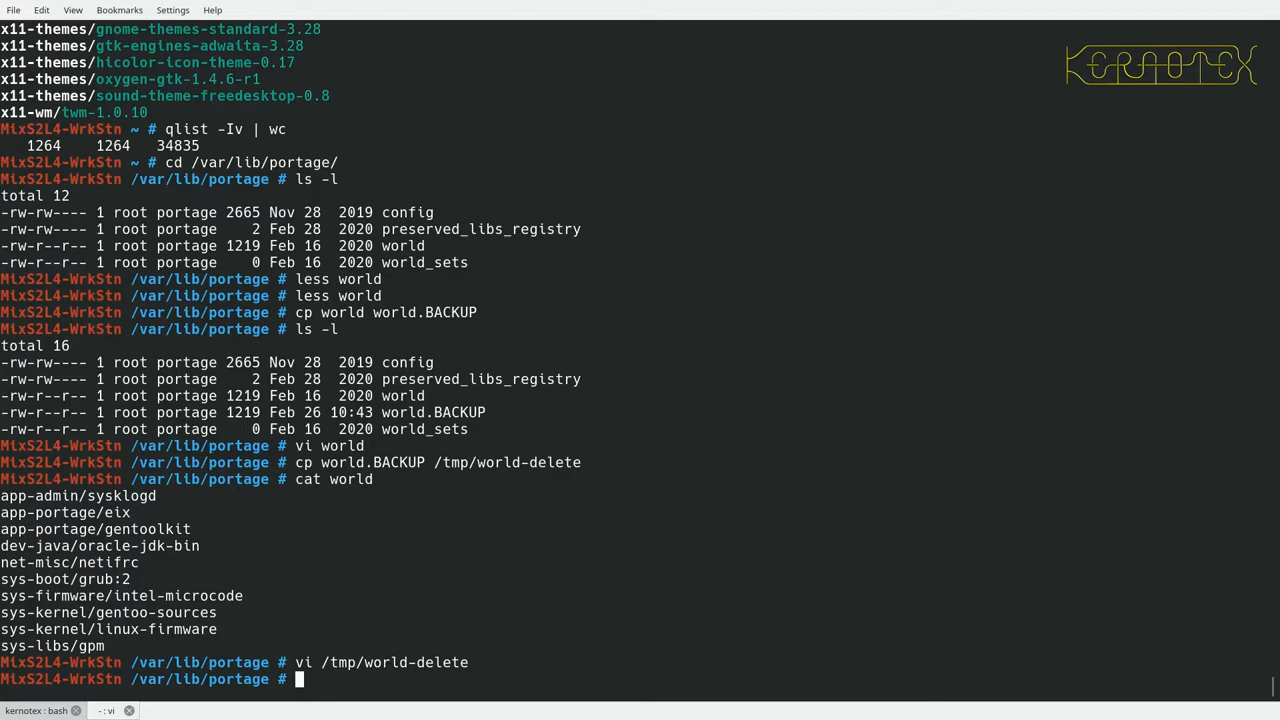 File Edit View Bookmarks Settings Help
x11-themes/gnome-themes-standard-3.28
x11-themes/gtk-engines-adwaita-3.28
x11-themes/hicolor-icon-theme-0.17
x11-themes/oxygen-gtk-1.4.6-r1
x11-themes/sound-theme-freedesktop-0.8
x11-wm/twm-1.0.10
KERNOTEX
MixS2L4-WrkStn ~ # qlist -Iv | wc
1264 1264 34835
MixS2L4-WrkStn ~ # cd /var/lib/portage/
MixS2L4-WrkStn /var/lib/portage # ls -l
total 12
-rw-rw---- 1 root portage 2665 Nov 28 2019 config
-rw-rw---- 1 root portage 2 Feb 28 2020 preserved_libs_registry
-rw-r--r-- 1 root portage 1219 Feb 16 2020 world
-rw-r--r-- 1 root portage 0 Feb 16 2020 world_sets
MixS2L4-WrkStn /var/lib/portage # less world
MixS2L4-WrkStn /var/lib/portage # less world
MixS2L4-WrkStn /var/lib/portage # cp world world.BACKUP
MixS2L4-WrkStn /var/lib/portage # ls -l
total 16
-rw-rw---- 1 root portage 2665 Nov 28 2019 config
-rw-rw---- 1 root portage 2 Feb 28 2020 preserved_libs_registry
-rw-r--r-- 1 root portage 1219 Feb 16 2020 world
-rw-r--r-- 1 root portage 1219 Feb 26 10:43 world.BACKUP
-rw-r--r-- 1 root portage 0 Feb 16 2020 world_sets
MixS2L4-WrkStn /var/lib/portage # vi world
MixS2L4-WrkStn /var/lib/portage # cp world.BACKUP /tmp/world-delete
MixS2L4-WrkStn /var/lib/portage # cat world
app-admin/sysklogd
app-portage/eix
app-portage/gentoolkit
dev-java/oracle-jdk-bin
net-misc/netifrc
sys-boot/grub:2
sys-firmware/intel-microcode
sys-kernel/gentoo-sources
sys-kernel/linux-firmware
sys-libs/gpm
MixS2L4-WrkStn /var/lib/portage # vi /tmp/world-delete
MixS2L4-WrkStn /var/lib/portage #
kernotex : bash - : vi